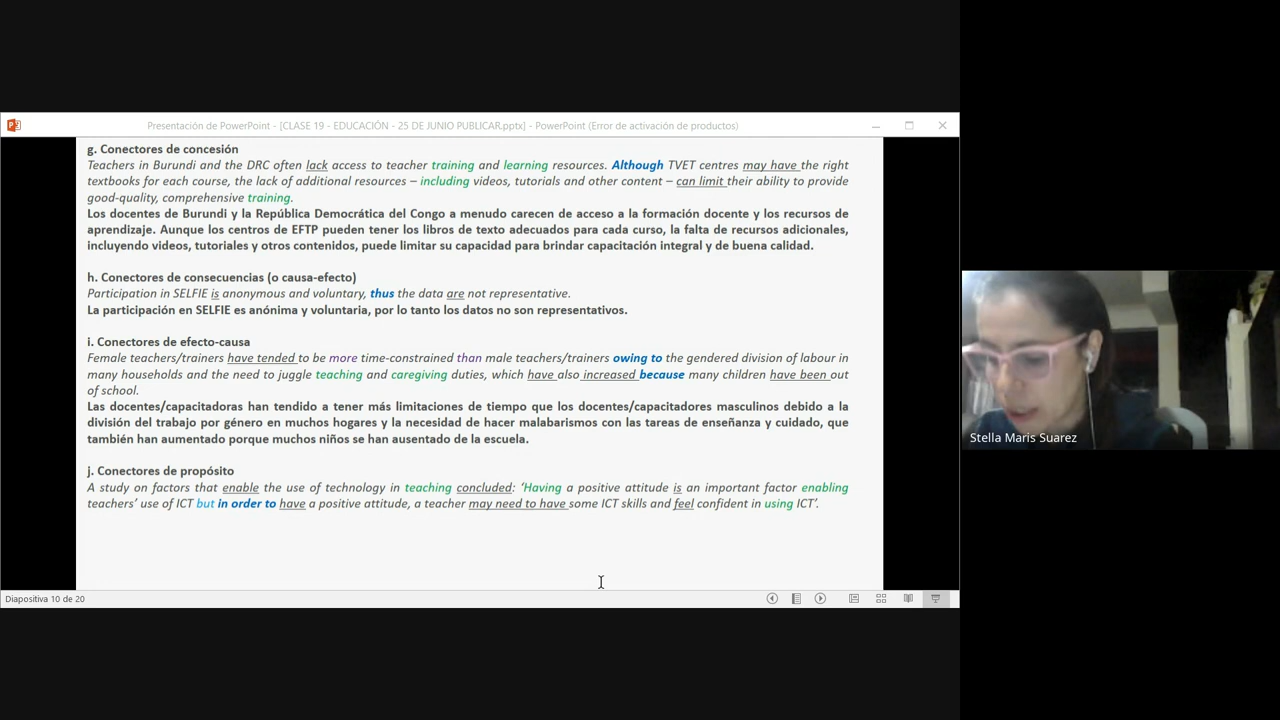 Presentación de PowerPoint - [CLASE 19 - EDUCACIÓN - 25 DE JUNIO PUBLICAR.pptx] - PowerPoint (Error de activación de productos)
g. Conectores de concesión
Teachers in Burundi and the DRC often lack access to teacher training and learning resources. Although TVET centres may have the right
textbooks for each course, the lack of additional resources – including videos, tutorials and other content – can limit their ability to provide
good-quality, comprehensive training.
Los docentes de Burundi y la República Democrática del Congo a menudo carecen de acceso a la formación docente y los recursos de
aprendizaje. Aunque los centros de EFTP pueden tener los libros de texto adecuados para cada curso, la falta de recursos adicionales,
incluyendo videos, tutoriales y otros contenidos, puede limitar su capacidad para brindar capacitación integral y de buena calidad.
h. Conectores de consecuencias (o causa-efecto)
Participation in SELFIE is anonymous and voluntary, thus the data are not representative.
La participación en SELFIE es anónima y voluntaria, por lo tanto los datos no son representativos.
i. Conectores de efecto-causa
Female teachers/trainers have tended to be more time-constrained than male teachers/trainers owing to the gendered division of labour in
many households and the need to juggle teaching and caregiving duties, which have also increased because many children have been out
of school.
Las docentes/capacitadoras han tendido a tener más limitaciones de tiempo que los docentes/capacitadores masculinos debido a la
división del trabajo por género en muchos hogares y la necesidad de hacer malabarismos con las tareas de enseñanza y cuidado, que
también han aumentado porque muchos niños se han ausentado de la escuela.
j. Conectores de propósito
A study on factors that enable the use of technology in teaching concluded: ‘Having a positive attitude is an important factor enabling
teachers’ use of ICT but in order to have a positive attitude, a teacher may need to have some ICT skills and feel confident in using ICT’.
Diapositiva 10 de 20
Stella Maris Suarez